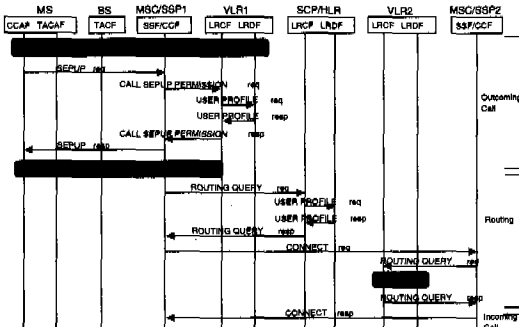 MS BS MSC/SSP1 VLR1 SCP/HLR VLR2 MSC/SSP2
CCAF TACAF TACF SSF/CCF LRCF LRDF LRCF LRDF LRCF LRDF SSF/CCF
SEPUP req
CALL SEPUP PERMISSION req
USER PROFILE req
USER PROFILE resp
CALL SEPUP PERMISSION resp
SEPUP resp
Outcoming
Call
ROUTING QUERY req
USER PROFILE req
USER PROFILE resp
ROUTING QUERY resp
CONNECT req
Routing
ROUTING QUERY req
ROUTING QUERY resp
CONNECT resp
Incoming
Call